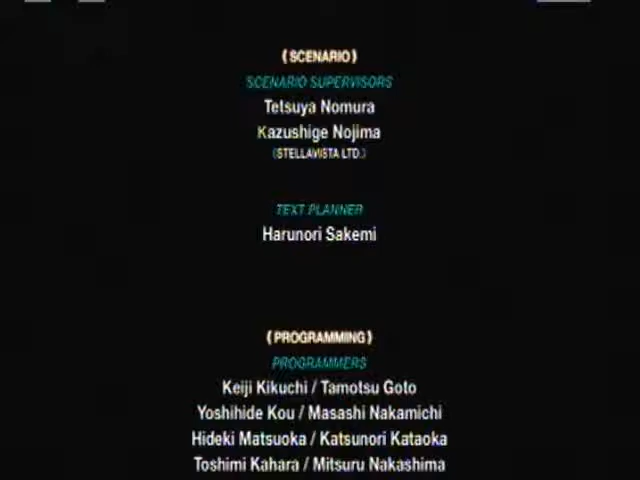 (SCENARIO)
SCENARIO SUPERVISORS
Tetsuya Nomura
Kazushige Nojima
(STELLAVISTA LTD.)
TEXT PLANNER
Harunori Sakemi
(PROGRAMMING)
PROGRAMMERS
Keiji Kikuchi / Tamotsu Goto
Yoshihide Kou / Masashi Nakamichi
Hideki Matsuoka / Katsunori Kataoka
Toshimi Kahara / Mitsuru Nakashima